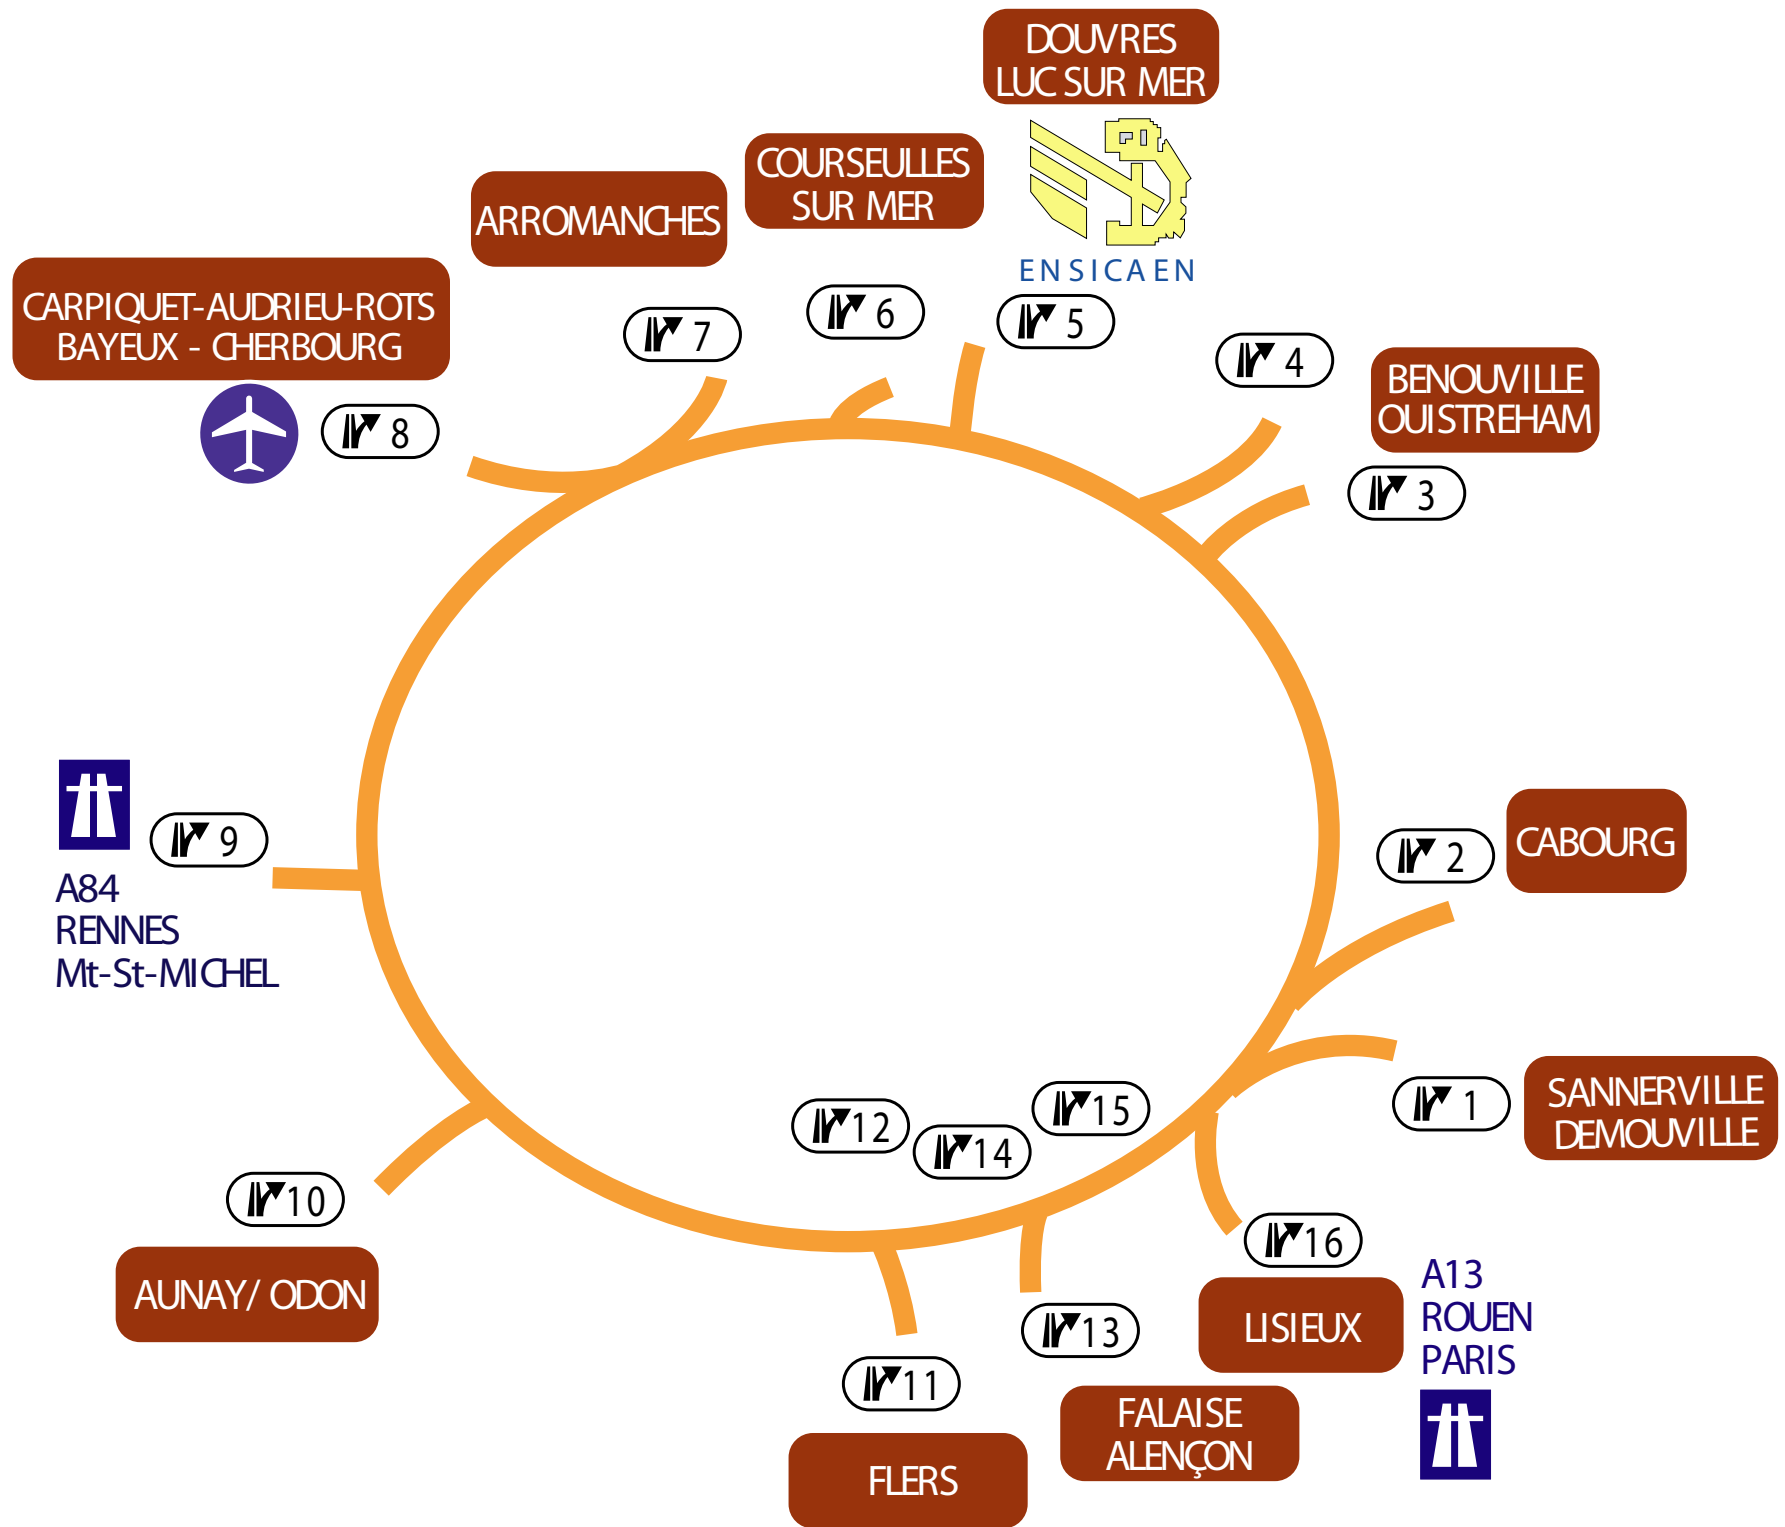 DOUVRES
LUC SUR MER
COURSEULLES
SUR MER
ARROMANCHES
ENSICAEN
CARPIQUET-AUDRIEU-ROTS
BAYEUX - CHERBOURG
7
6
5
4
8
BENOUVILLE
OUISTREHAM
3
9
A84
RENNES
Mt-St-MICHEL
2
CABOURG
1
SANNERVILLE
DEMOUVILLE
12
14
15
10
AUNAY/ ODON
16
LISIEUX
A13
ROUEN
PARIS
13
FALAISE
ALENÇON
11
FLERS